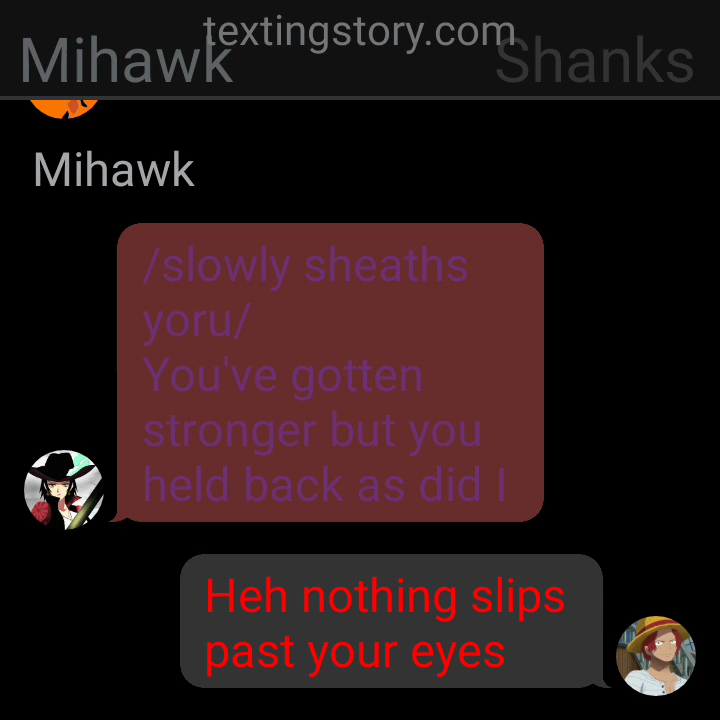 textingstory.com
Mihawk Shanks
Mihawk
/slowly sheaths
yoru/
You've gotten
stronger but you
held back as did I
Heh nothing slips
past your eyes